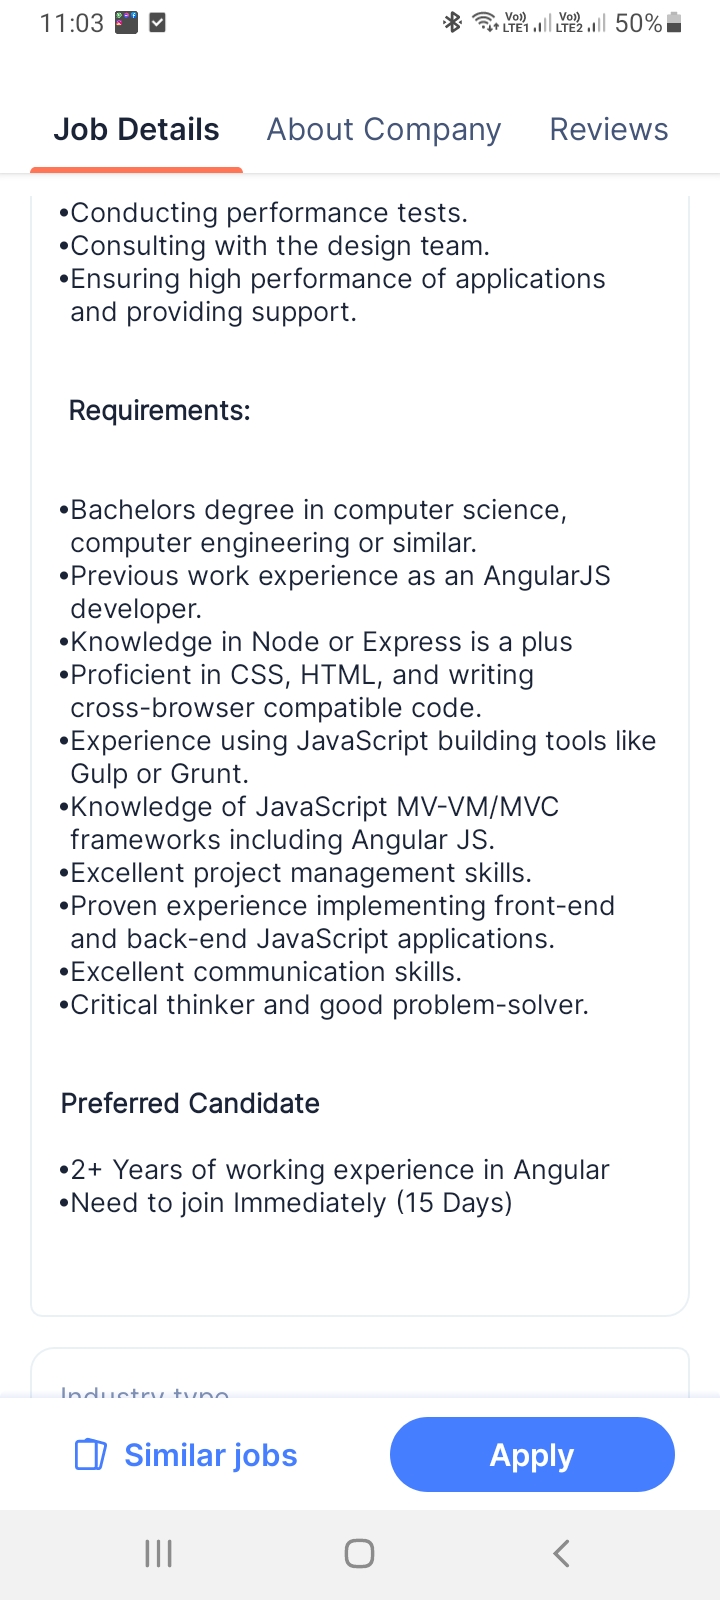 11:03
Vo)) LTE1 Vo)) LTE2 50%
Job Details About Company Reviews
•Conducting performance tests.
•Consulting with the design team.
•Ensuring high performance of applications
and providing support.
Requirements:
•Bachelors degree in computer science,
computer engineering or similar.
•Previous work experience as an AngularJS
developer.
•Knowledge in Node or Express is a plus
•Proficient in CSS, HTML, and writing
cross-browser compatible code.
•Experience using JavaScript building tools like
Gulp or Grunt.
•Knowledge of JavaScript MV-VM/MVC
frameworks including Angular JS.
•Excellent project management skills.
•Proven experience implementing front-end
and back-end JavaScript applications.
•Excellent communication skills.
•Critical thinker and good problem-solver.
Preferred Candidate
•2+ Years of working experience in Angular
•Need to join Immediately (15 Days)
Industry type
Similar jobs Apply